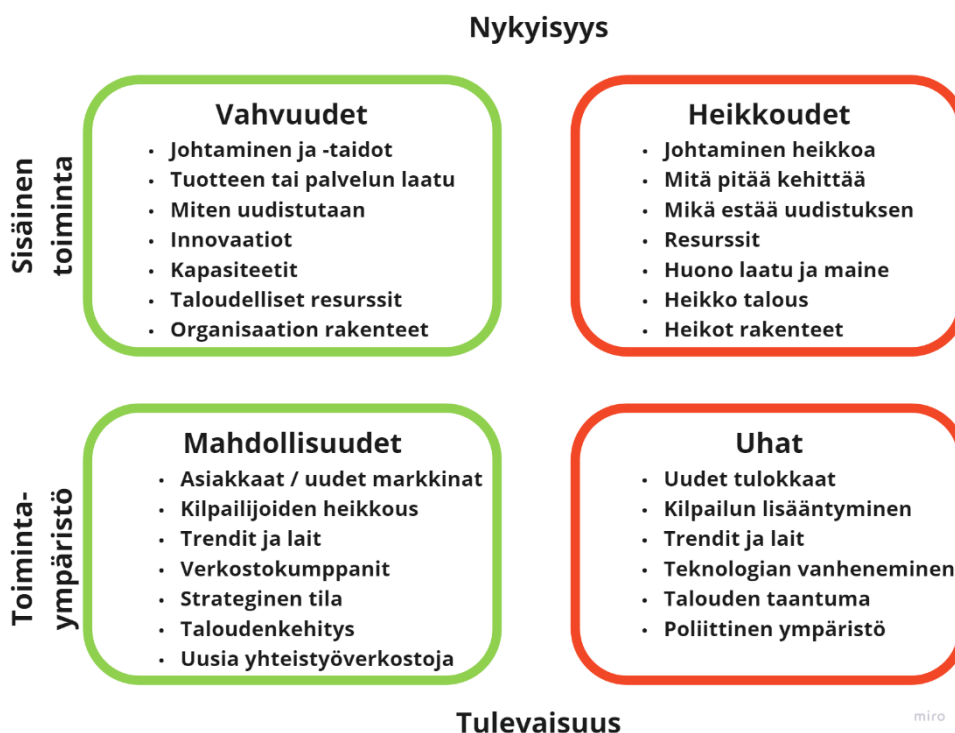 Nykyisyys
Sisäinen
toiminta
Vahvuudet
• Johtaminen ja -taidot
• Tuotteen tai palvelun laatu
• Miten uudistutaan
• Innovaatiot
• Kapasiteetit
• Taloudelliset resurssit
• Organisaation rakenteet
Heikkoudet
• Johtaminen heikkoa
• Mitä pitää kehittää
• Mikä estää uudistuksen
• Resurssit
• Huono laatu ja maine
• Heikko talous
• Heikot rakenteet
Toiminta-
ympäristö
Mahdollisuudet
• Asiakkaat / uudet markkinat
• Kilpailijoiden heikkous
• Trendit ja lait
• Verkostokumppanit
• Strateginen tila
• Taloudenkehitys
• Uusia yhteistyöverkostoja
Uhat
• Uudet tulokkaat
• Kilpailun lisääntyminen
• Trendit ja lait
• Teknologian vanheneminen
• Talouden taantuma
• Poliittinen ympäristö
Tulevaisuus
miro